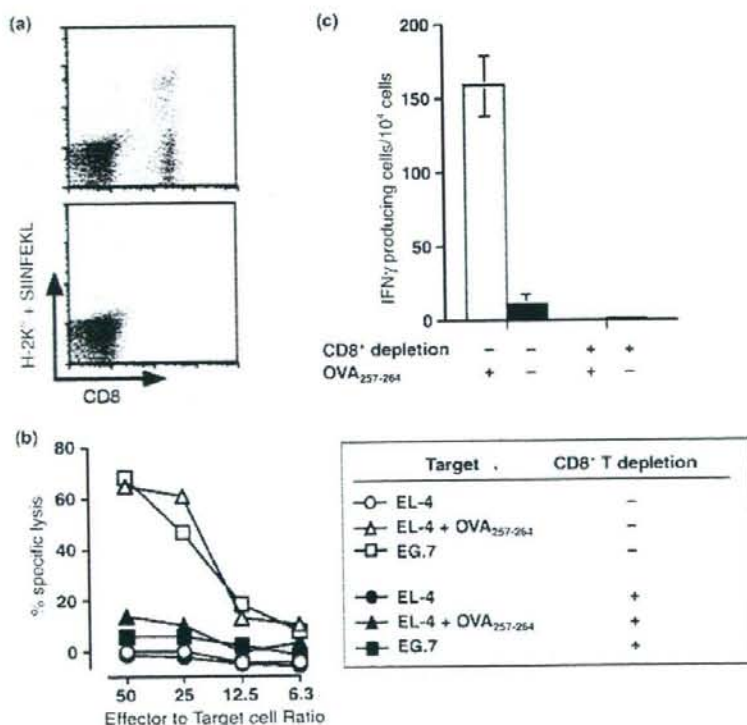 (a)
H-2Kᵇ + SIINFEKL
CD8
(c)
200
150
100
50
0
IFNγ producing cells/10⁴ cells
CD8⁺ depletion − − + +
OVA₂₅₇₋₂₆₄ + − + −
(b)
80
60
40
20
0
% specific lysis
50 25 12.5 6.3
Effector to Target cell Ratio
Target CD8⁺ T depletion
EL-4 −
EL-4 + OVA₂₅₇₋₂₆₄ −
EG.7 −
EL-4 +
EL-4 + OVA₂₅₇₋₂₆₄ +
EG.7 +